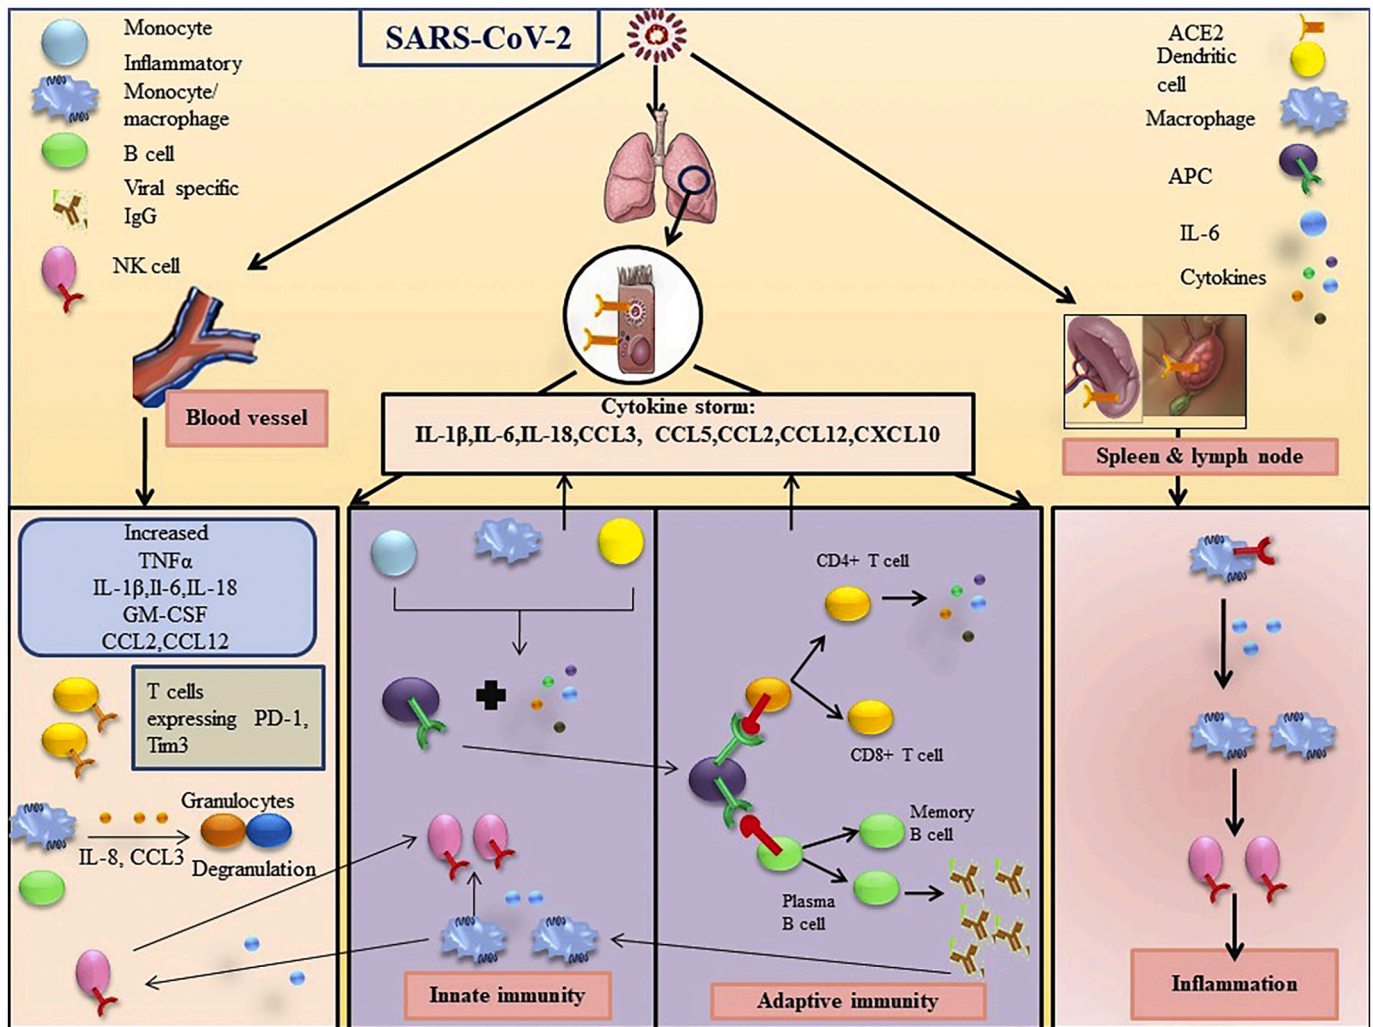 SARS-CoV-2
Monocyte
Inflammatory
Monocyte/
macrophage
B cell
Viral specific
IgG
NK cell
ACE2
Dendritic
cell
Macrophage
APC
IL-6
Cytokines
Blood vessel
Cytokine storm:
IL-1β,IL-6,IL-18,CCL3, CCL5,CCL2,CCL12,CXCL10
Spleen & lymph node
Increased
TNFα
IL-1β,Il-6,IL-18
GM-CSF
CCL2,CCL12
T cells
expressing PD-1,
Tim3
Granulocytes
IL-8, CCL3
Degranulation
Innate immunity
CD4+ T cell
CD8+ T cell
Memory
B cell
Plasma
B cell
Adaptive immunity
Inflammation